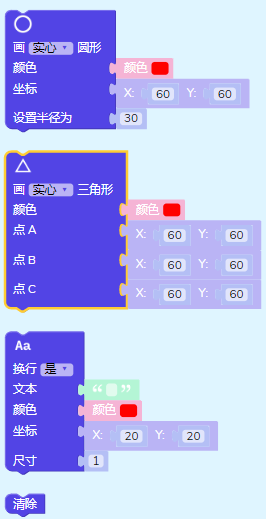 画 实心 圆形
颜色 颜色
坐标 X: 60 Y: 60
设置半径为 30
画 实心 三角形
颜色 颜色
点 A X: 60 Y: 60
点 B X: 60 Y: 60
点 C X: 60 Y: 60
Aa
换行 是
文本 “ ”
颜色 颜色
坐标 X: 20 Y: 20
尺寸 1
清除